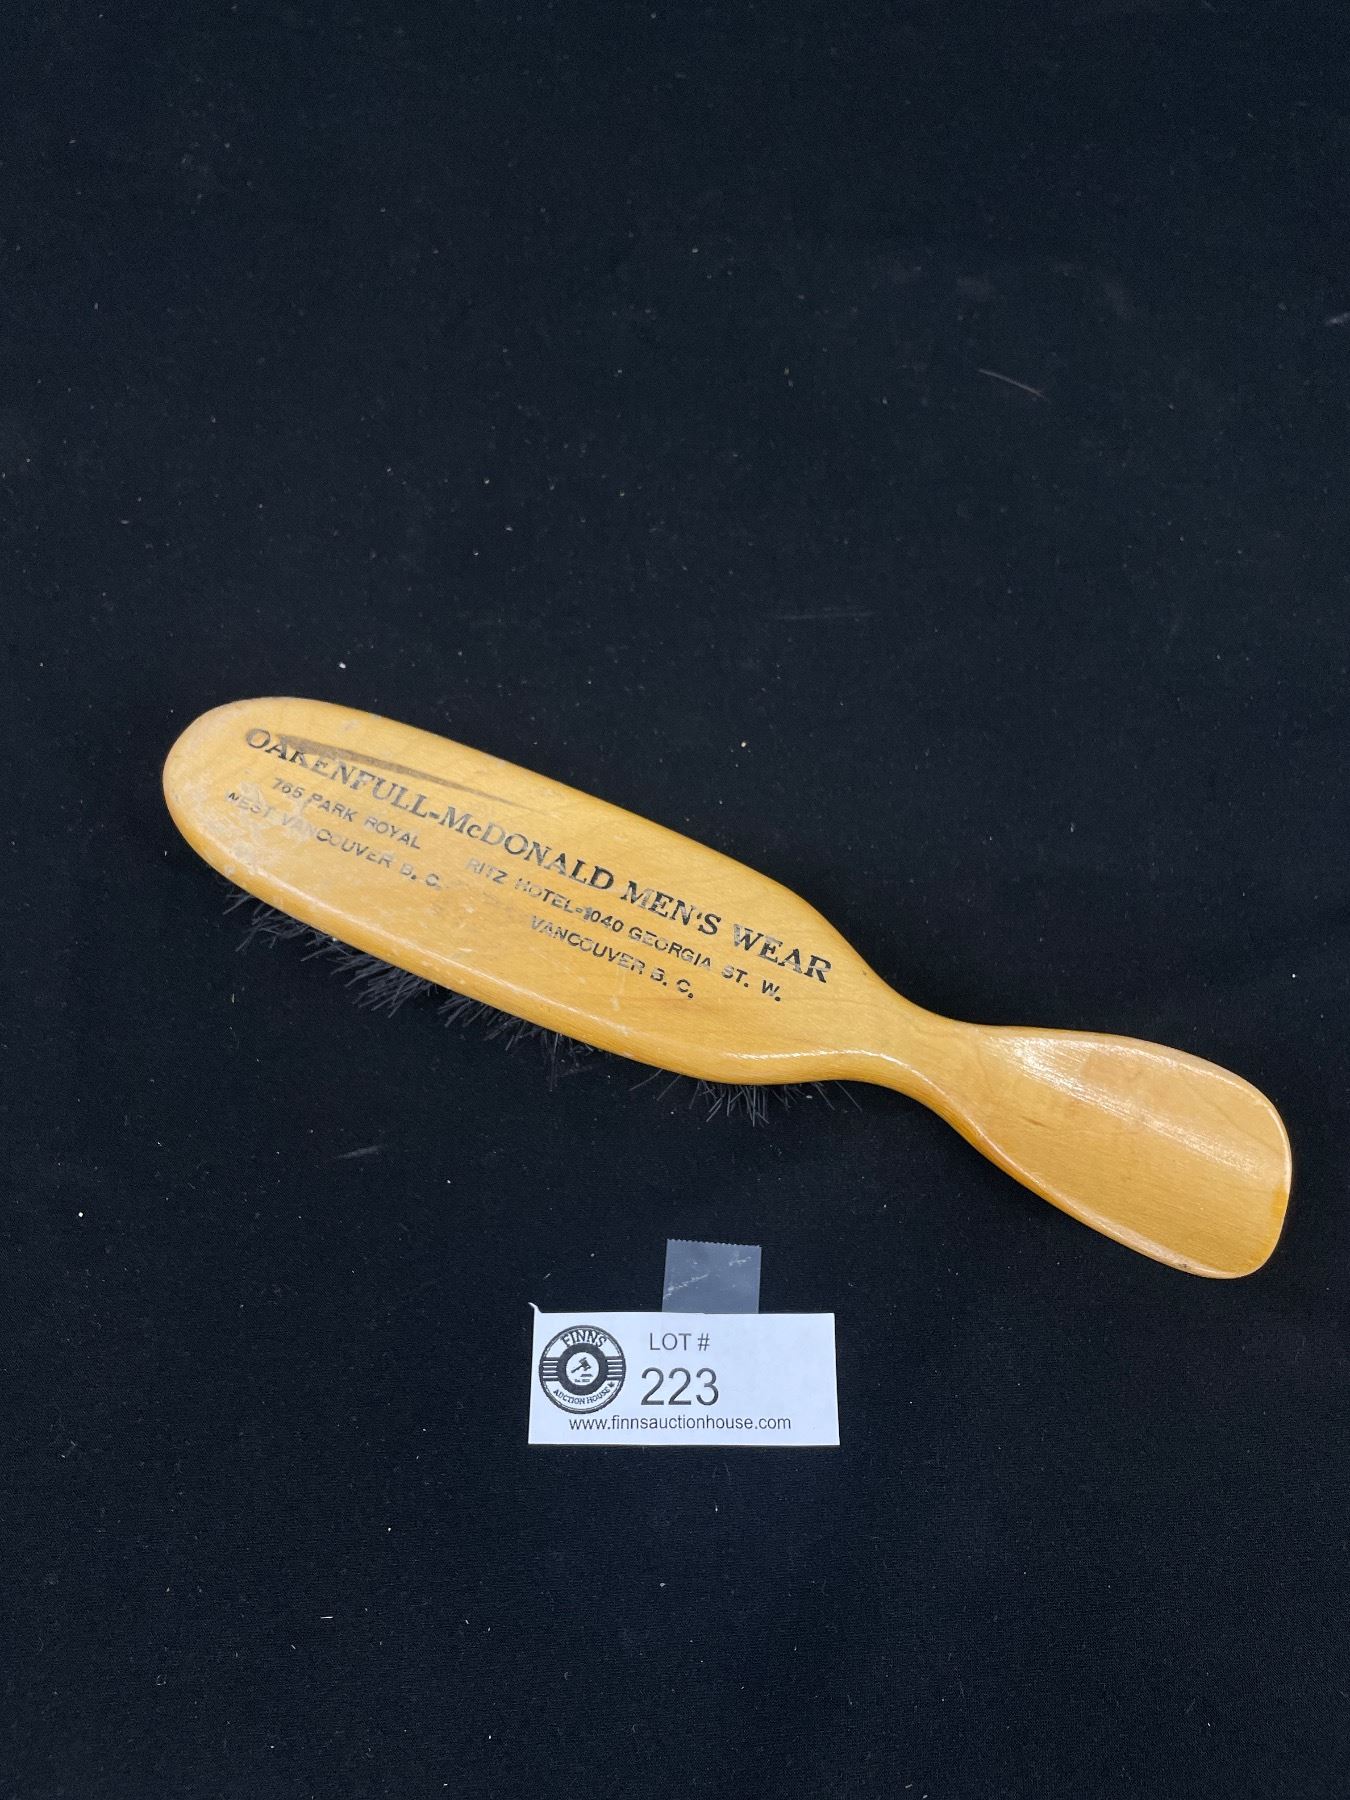 OAKENFULL-McDONALD MEN'S WEAR
765 PARK ROYAL
WEST VANCOUVER B. C.
RITZ HOTEL-1040 GEORGIA ST. W.
VANCOUVER B. C.
FINNS
AUCTION HOUSE
LOT #
223
www.finnsauctionhouse.com